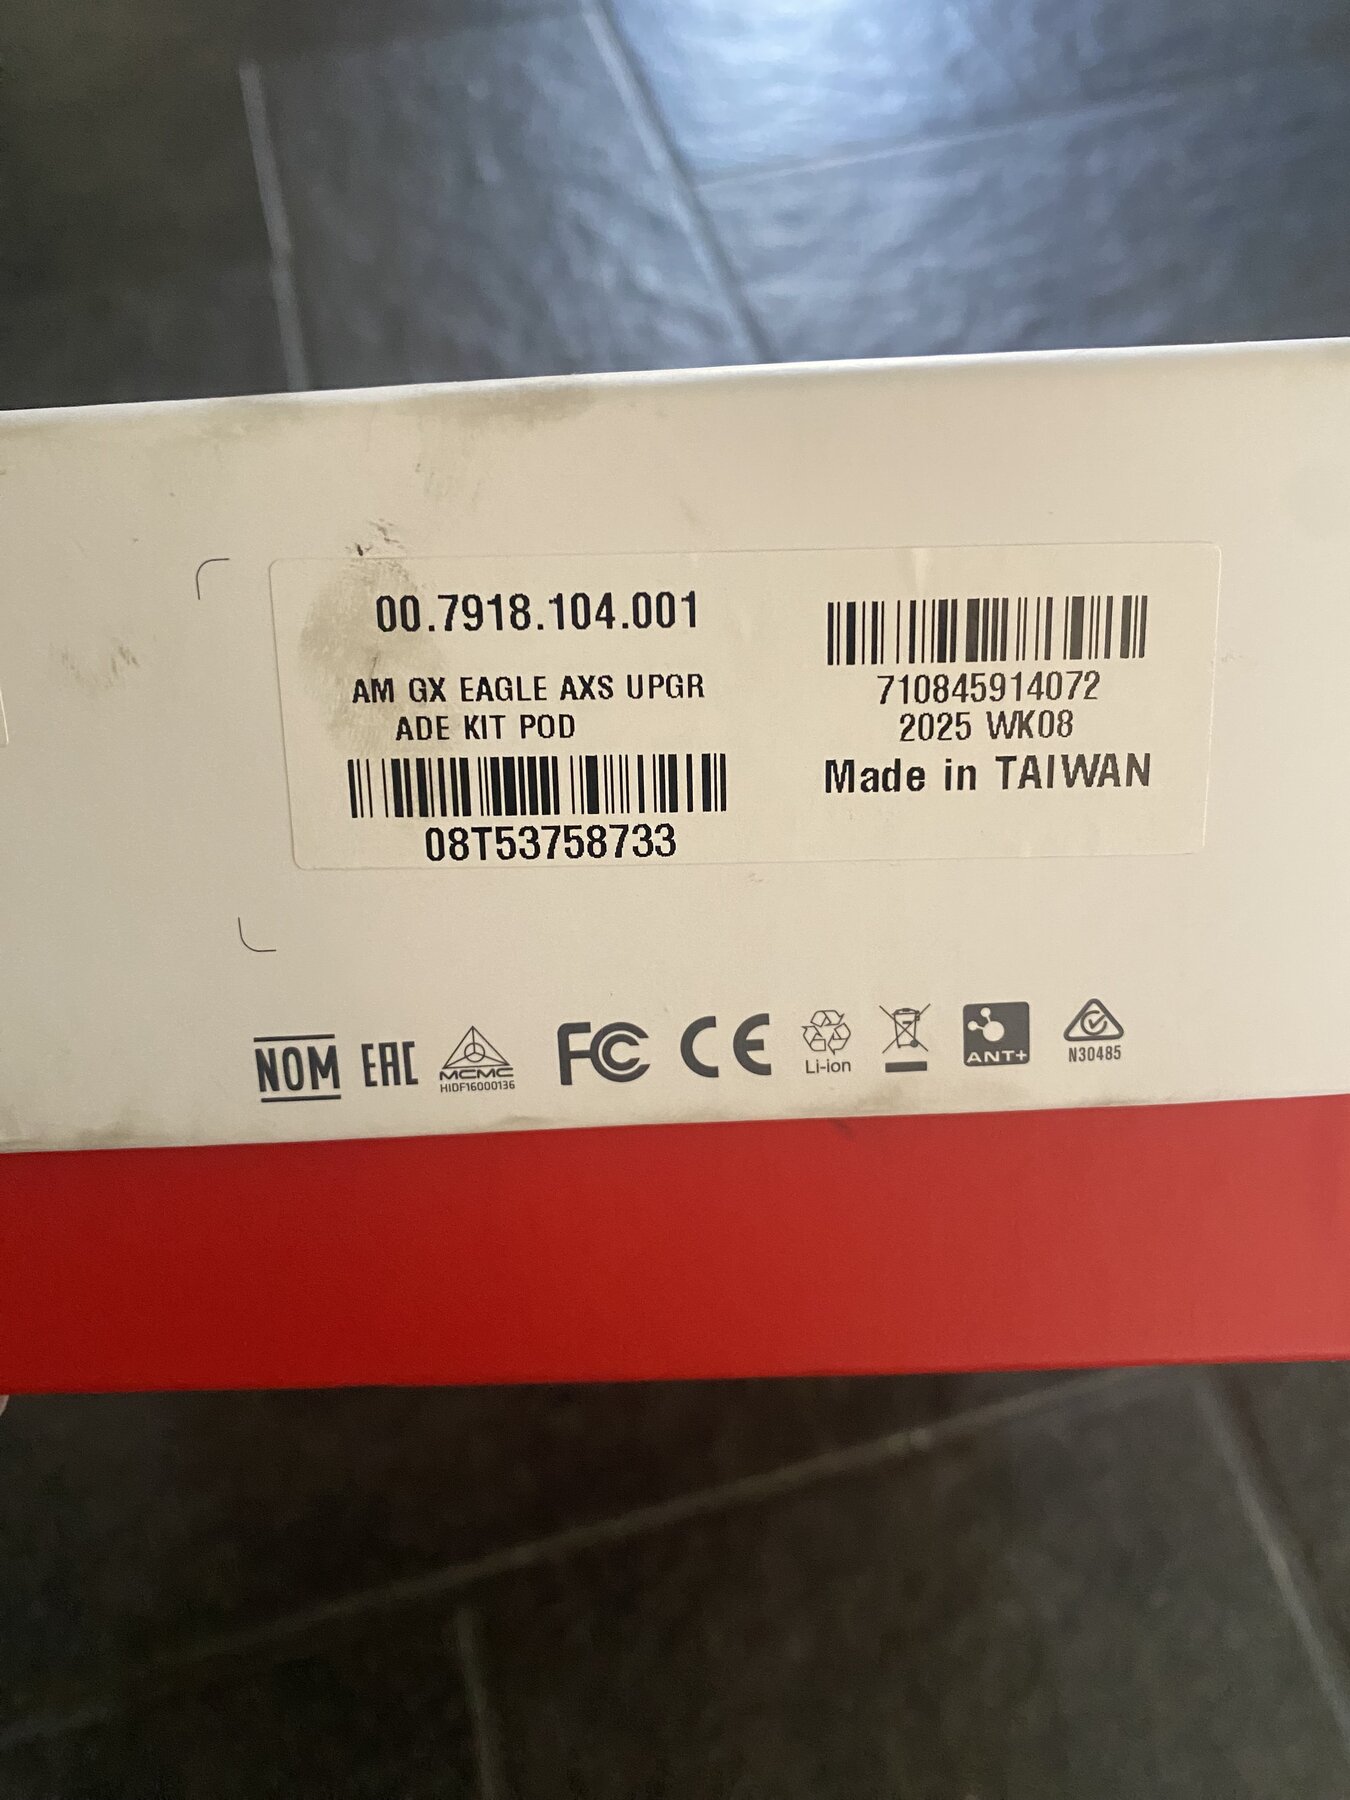 00.7918.104.001
AM GX EAGLE AXS UPGR
ADE KIT POD
08T53758733
710845914072
2025 WK08
Made in TAIWAN
NOM EAC MCMC FC CE Li-ion ANT+ N30485
HIDF16000136